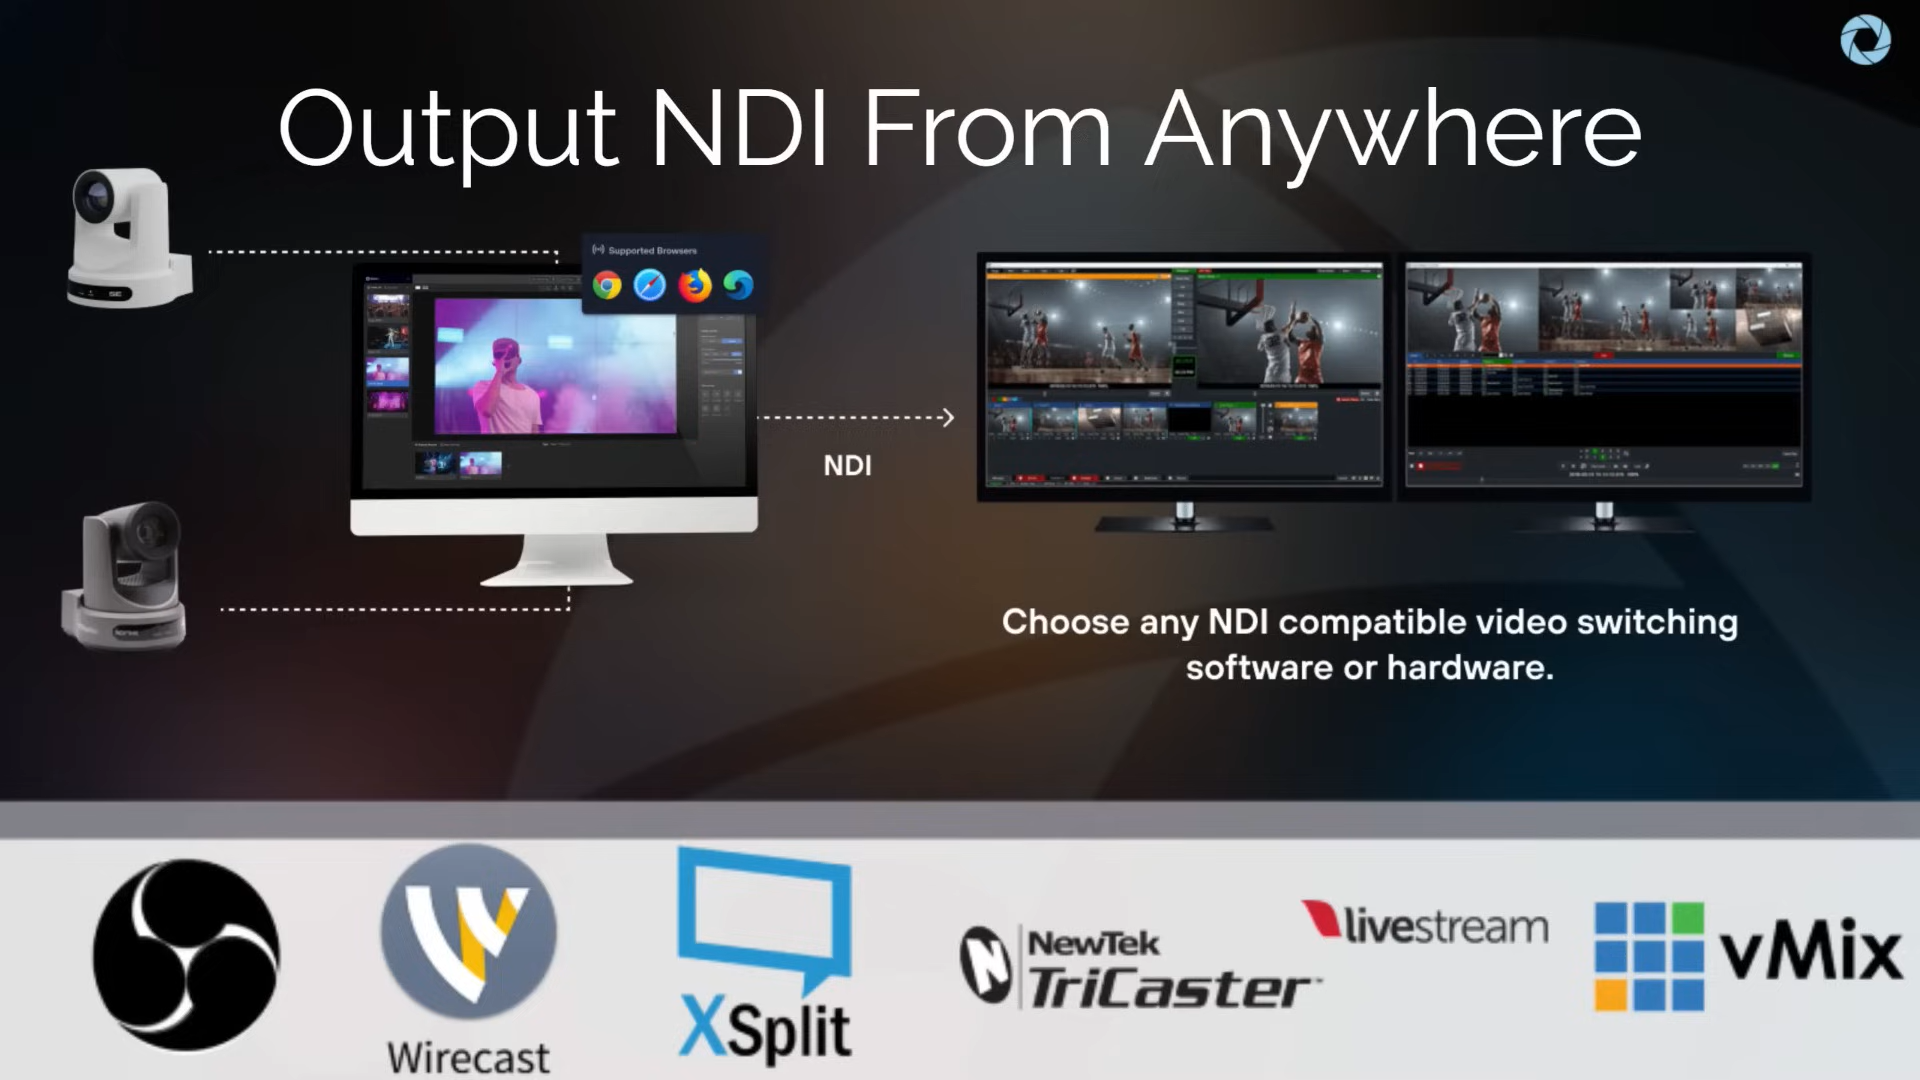 Output NDI From Anywhere
Supported Browsers
NDI
Choose any NDI compatible video switching
software or hardware.
Wirecast
XSplit
NewTek
TriCaster
livestream
vMix